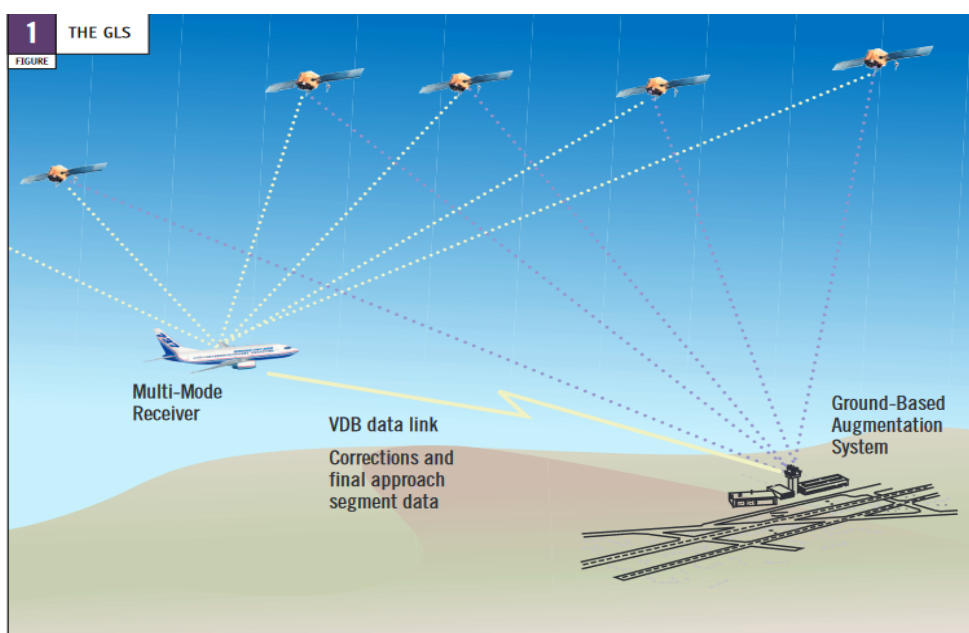 1
THE GLS
FIGURE
Multi-Mode
Receiver
VDB data link
Corrections and
final approach
segment data
Ground-Based
Augmentation
System